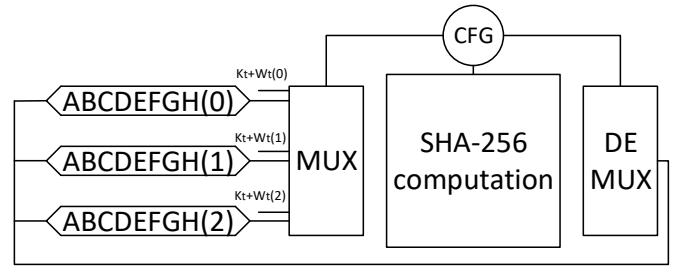 CFG
Kt+Wt(0)
ABCDEFGH(0)
Kt+Wt(1)
ABCDEFGH(1)
Kt+Wt(2)
ABCDEFGH(2)
MUX
SHA-256
computation
DE
MUX